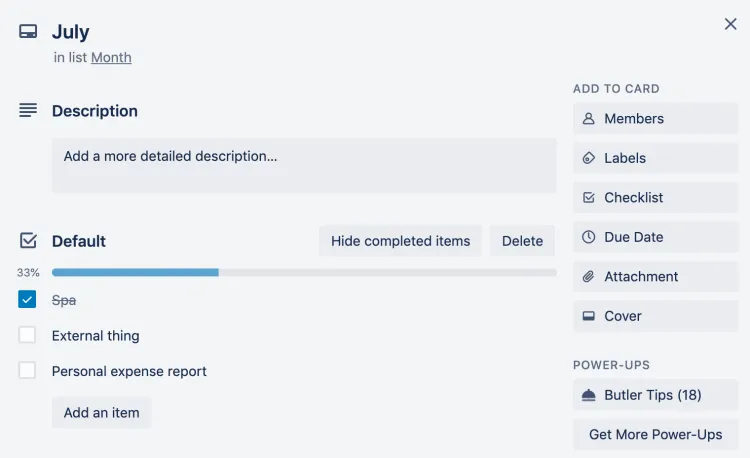 July
in list Month
Description
Add a more detailed description...
Default
Hide completed items
Delete
33%
Spa
External thing
Personal expense report
Add an item
ADD TO CARD
Members
Labels
Checklist
Due Date
Attachment
Cover
POWER-UPS
Butler Tips (18)
Get More Power-Ups